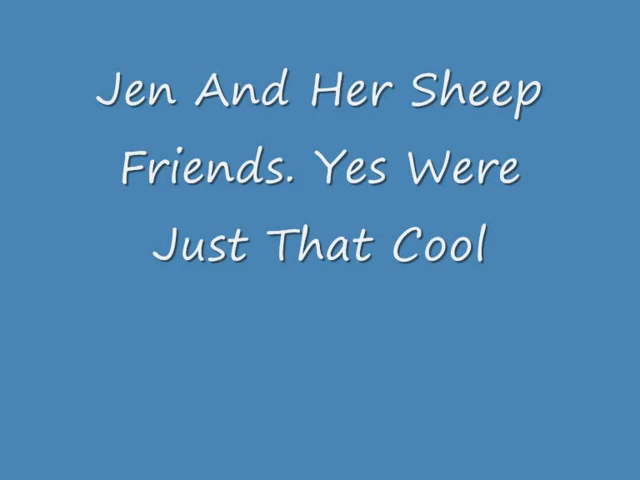 Jen And Her Sheep
Friends. Yes Were
Just That Cool